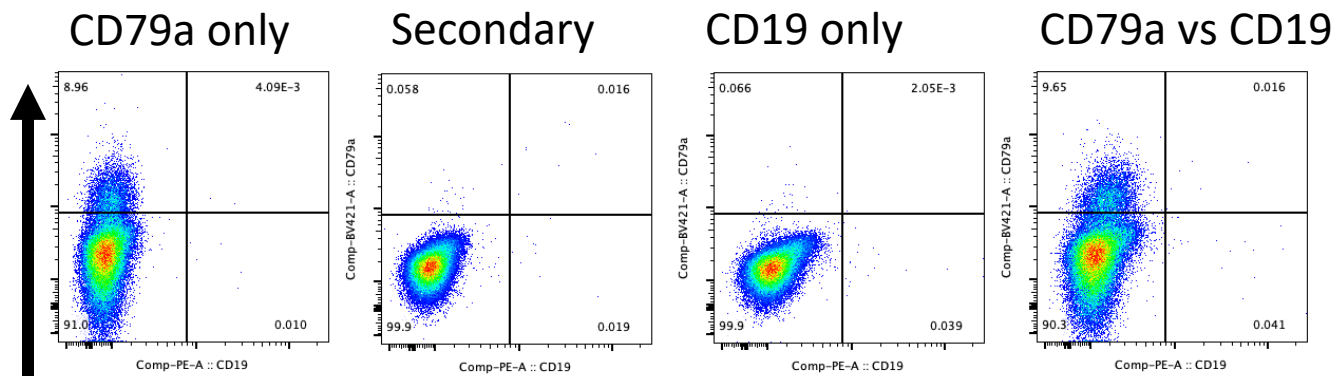 CD79a only
Secondary
CD19 only
CD79a vs CD19
8.96
4.09E-3
91.0
0.010
Comp-PE-A :: CD19
0.058
0.016
Comp-BV421-A :: CD79a
99.9
0.019
Comp-PE-A :: CD19
0.066
2.05E-3
Comp-BV421-A :: CD79a
99.9
0.039
Comp-PE-A :: CD19
9.65
0.016
Comp-BV421-A :: CD79a
90.3
0.041
Comp-PE-A :: CD19